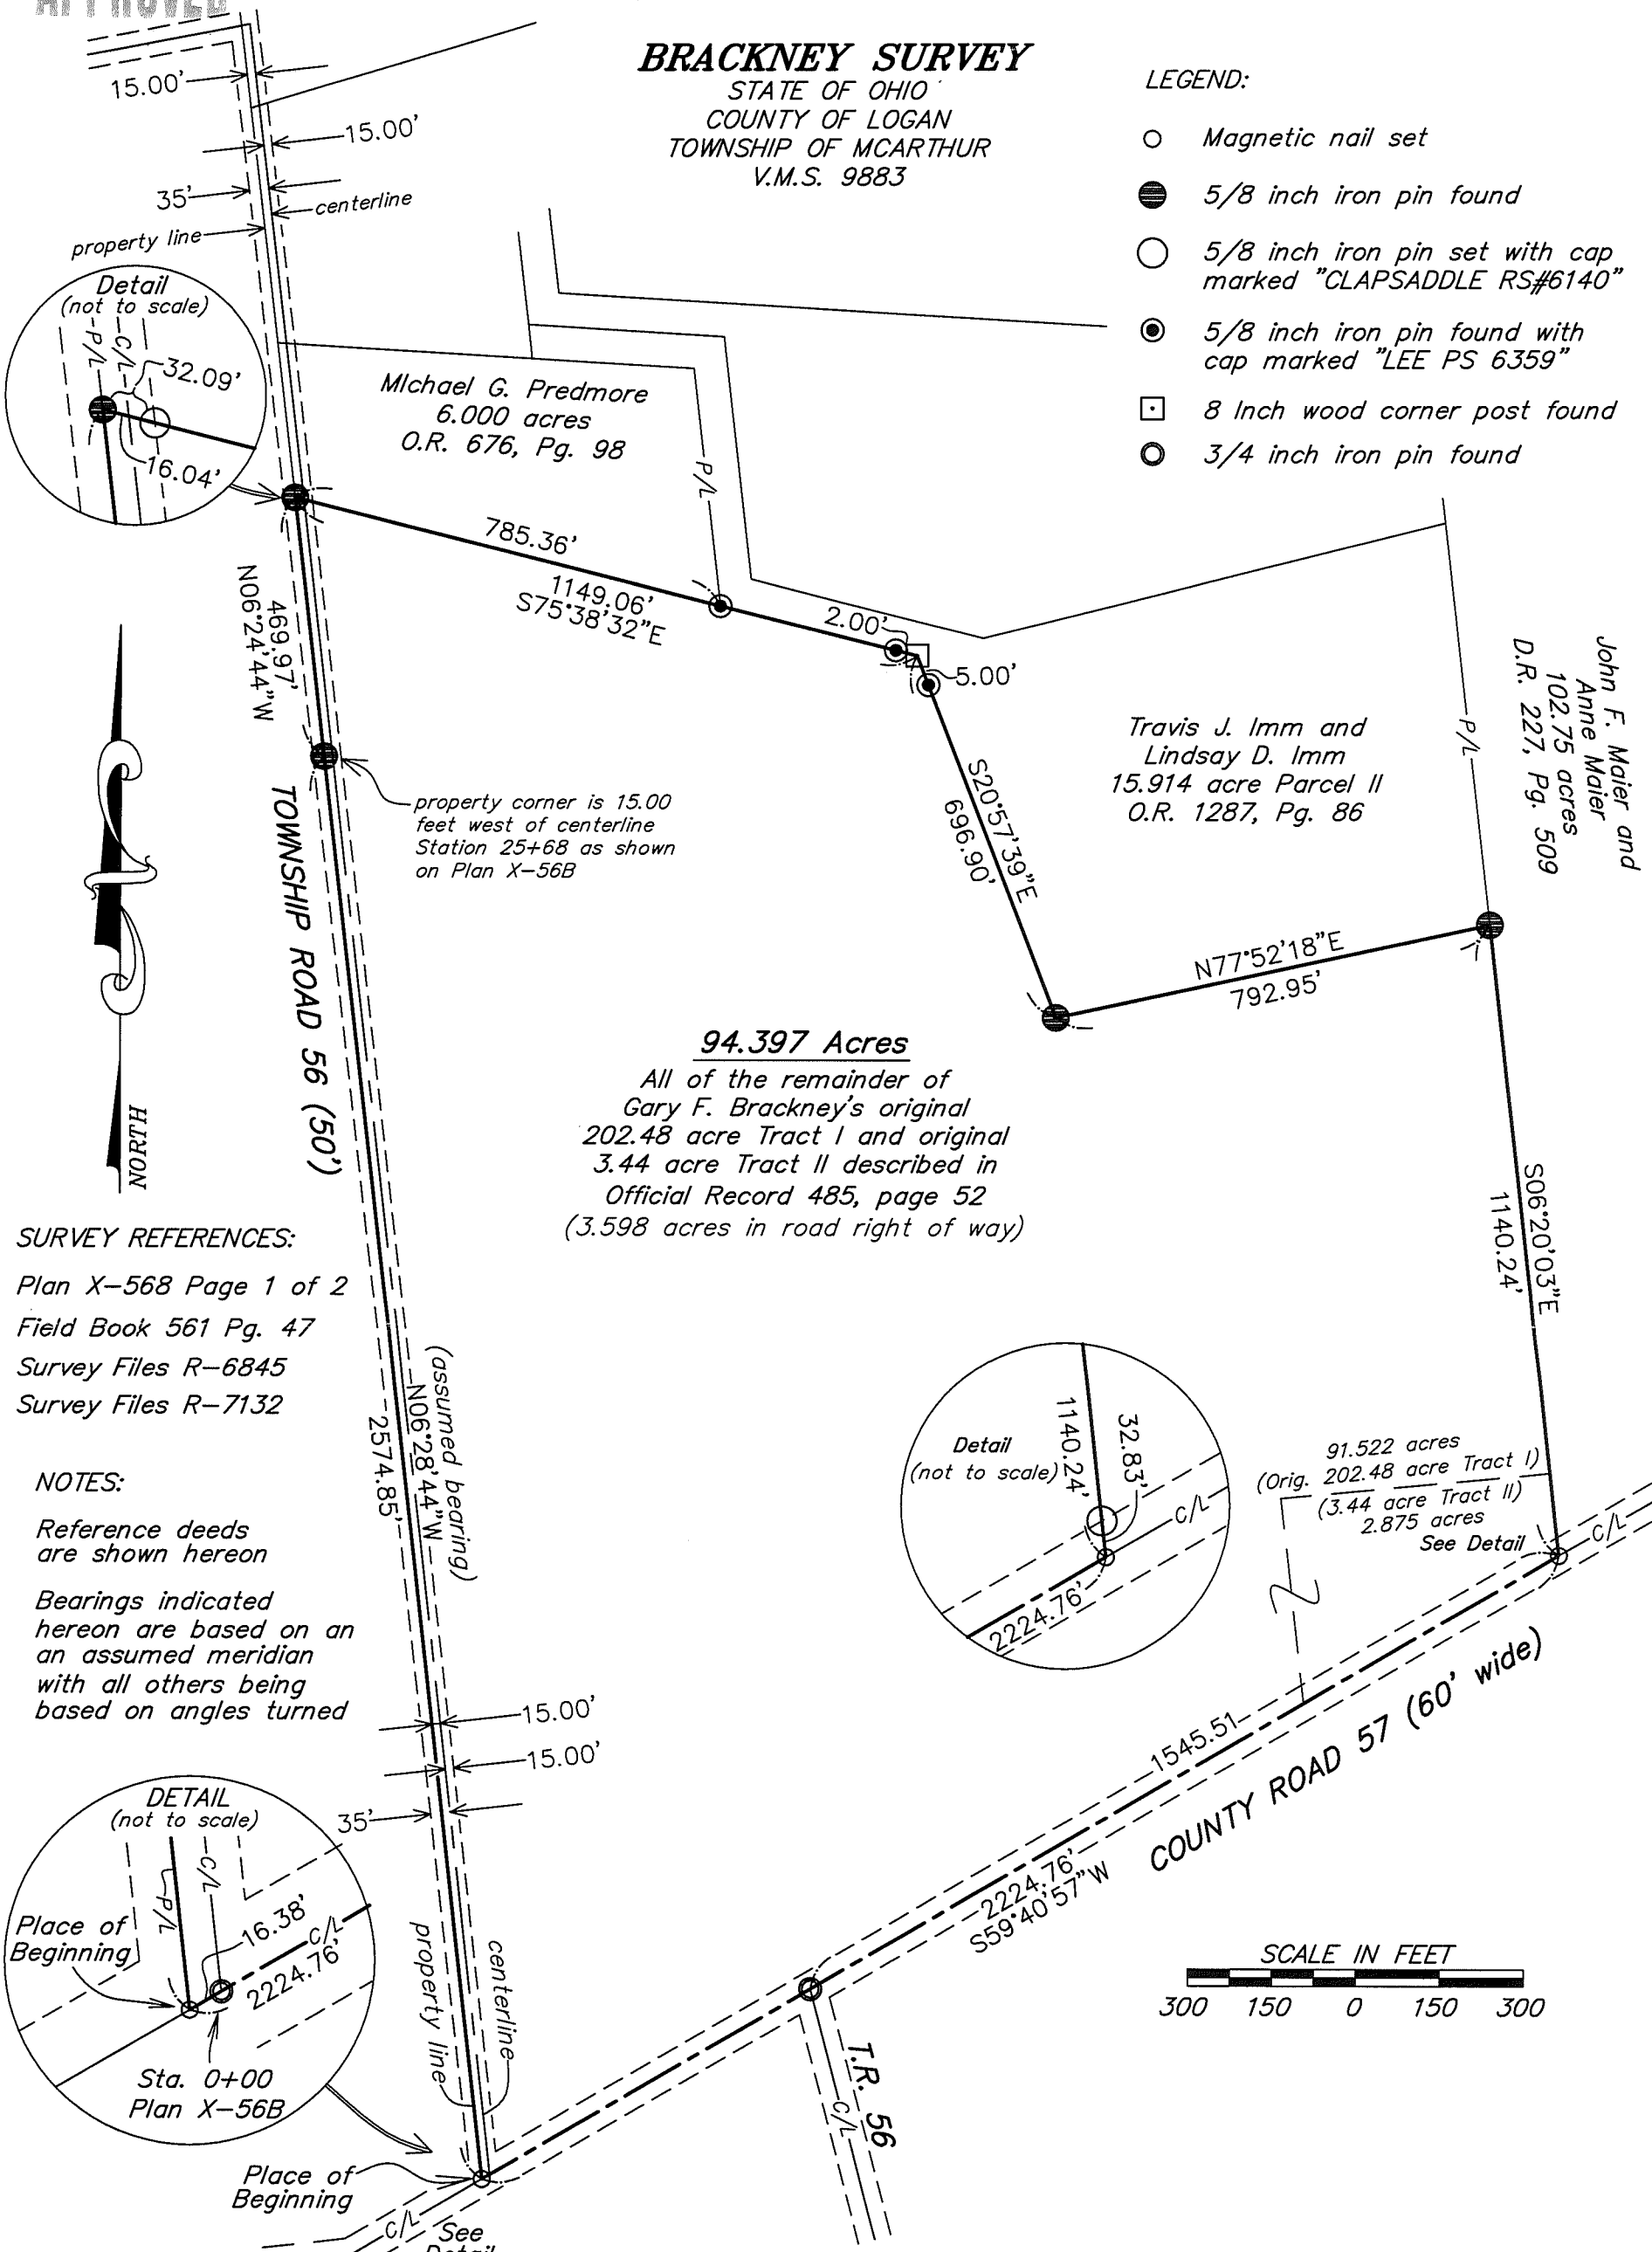 APPROVED
BRACKNEY SURVEY
STATE OF OHIO
COUNTY OF LOGAN
TOWNSHIP OF MCARTHUR
V.M.S. 9883
LEGEND:
Magnetic nail set
5/8 inch iron pin found
5/8 inch iron pin set with cap
marked "CLAPSADDLE RS#6140"
5/8 inch iron pin found with
cap marked "LEE PS 6359"
8 Inch wood corner post found
3/4 inch iron pin found
15.00'
15.00'
35'
centerline
property line
Detail
(not to scale)
P/L
C/L
32.09'
16.04'
MIchael G. Predmore
6.000 acres
O.R. 676, Pg. 98
P/L
785.36'
1149.06'
S75°38'32"E
2.00'
5.00'
469.97'
N06°24'44"W
property corner is 15.00
feet west of centerline
Station 25+68 as shown
on Plan X-56B
TOWNSHIP ROAD 56 (50')
S20°57'39"E
696.90'
Travis J. Imm and
Lindsay D. Imm
15.914 acre Parcel II
O.R. 1287, Pg. 86
P/L
John F. Maier and
Anne Maier
102.75 acres
D.R. 227, Pg. 509
N77°52'18"E
792.95'
NORTH
94.397 Acres
All of the remainder of
Gary F. Brackney's original
202.48 acre Tract I and original
3.44 acre Tract II described in
Official Record 485, page 52
(3.598 acres in road right of way)
S06°20'03"E
1140.24'
SURVEY REFERENCES:
Plan X-568 Page 1 of 2
Field Book 561 Pg. 47
Survey Files R-6845
Survey Files R-7132
NOTES:
Reference deeds
are shown hereon
Bearings indicated
hereon are based on an
an assumed meridian
with all others being
based on angles turned
(assumed bearing)
N06°28'44"W
2574.85'
Detail
(not to scale)
1140.24'
32.83'
C/L
2224.76'
91.522 acres
(Orig. 202.48 acre Tract I)
(3.44 acre Tract II)
2.875 acres
See Detail
C/L
15.00'
15.00'
35'
1545.51
COUNTY ROAD 57 (60' wide)
2224.76'
S59°40'57"W
DETAIL
(not to scale)
P/L
C/L
Place of
Beginning
16.38'
C/L
2224.76'
Sta. 0+00
Plan X-56B
property line
centerline
SCALE IN FEET
300 150 0 150 300
T.R. 56
C/L
Place of
Beginning
C/L
See
Detail